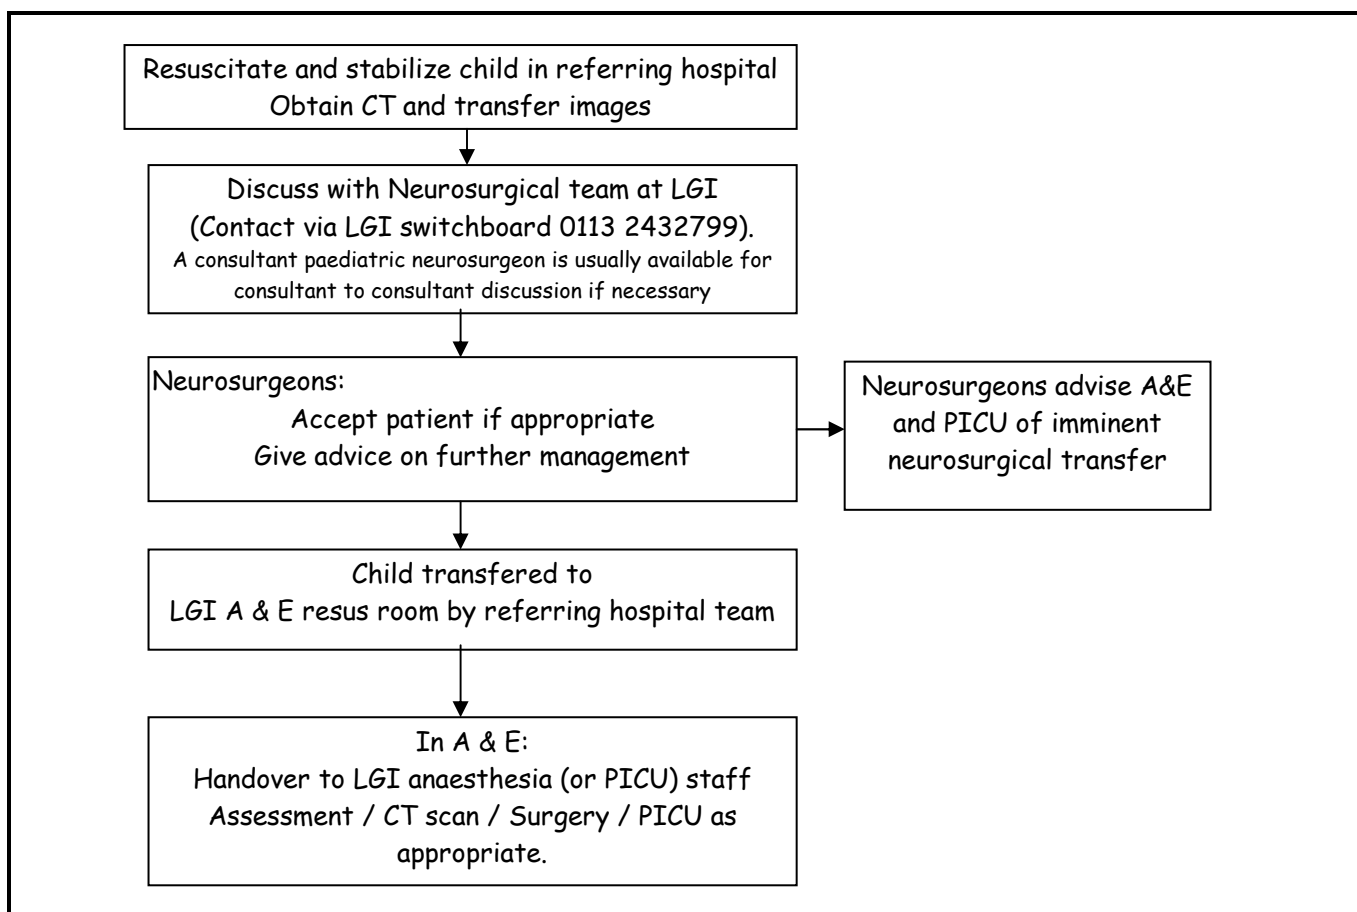 Resuscitate and stabilize child in referring hospital
Obtain CT and transfer images
Discuss with Neurosurgical team at LGI
(Contact via LGI switchboard 0113 2432799).
A consultant paediatric neurosurgeon is usually available for
consultant to consultant discussion if necessary
Neurosurgeons:
Accept patient if appropriate
Give advice on further management
Neurosurgeons advise A&E
and PICU of imminent
neurosurgical transfer
Child transfered to
LGI A & E resus room by referring hospital team
In A & E:
Handover to LGI anaesthesia (or PICU) staff
Assessment / CT scan / Surgery / PICU as
appropriate.